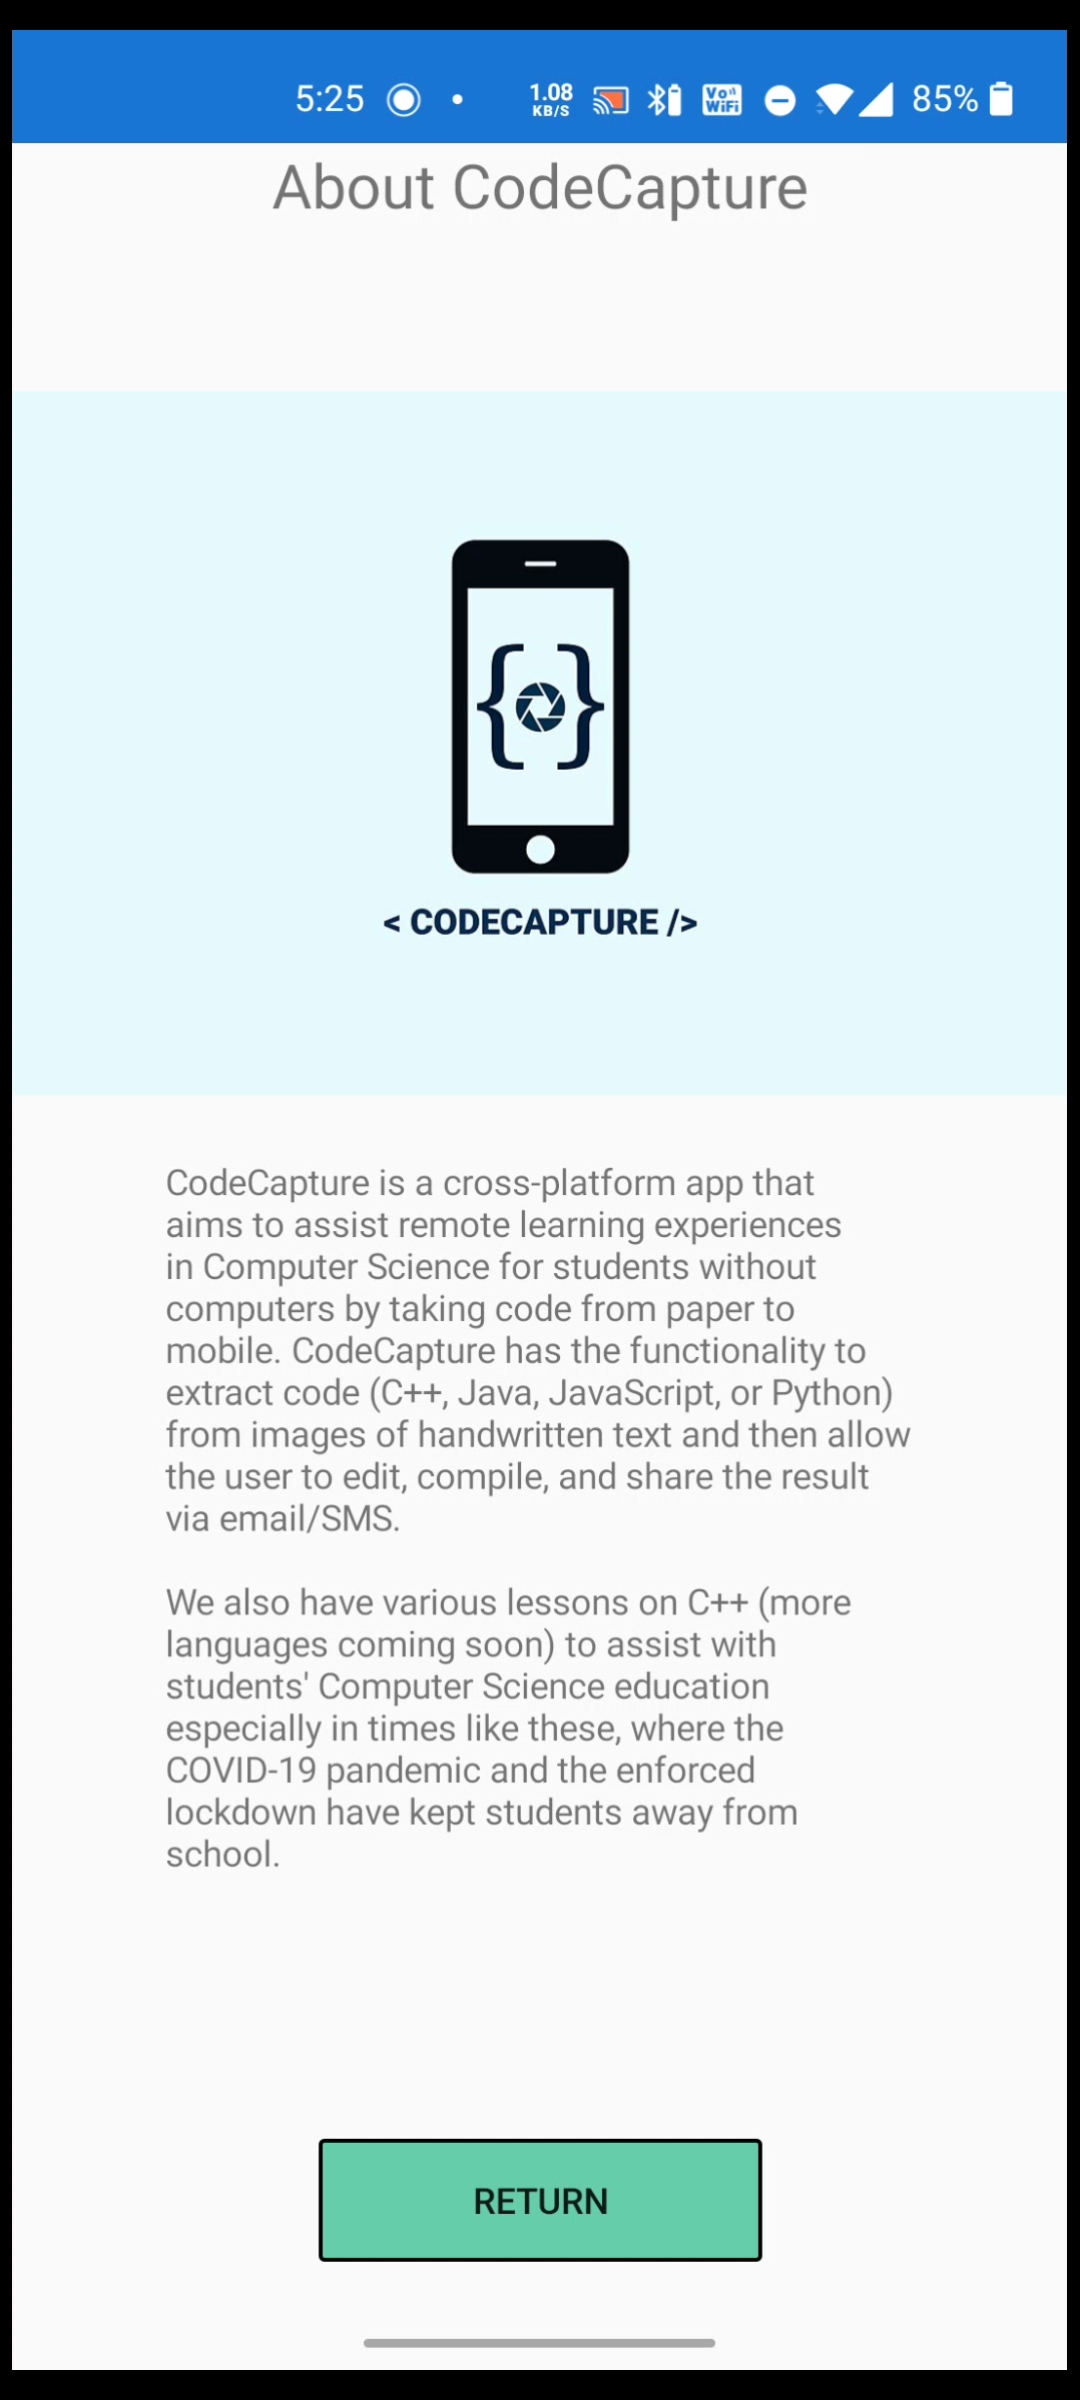 5:25 1.08 KB/S Vo WiFi 85%
About CodeCapture
< CODECAPTURE />
CodeCapture is a cross-platform app that
aims to assist remote learning experiences
in Computer Science for students without
computers by taking code from paper to
mobile. CodeCapture has the functionality to
extract code (C++, Java, JavaScript, or Python)
from images of handwritten text and then allow
the user to edit, compile, and share the result
via email/SMS.
We also have various lessons on C++ (more
languages coming soon) to assist with
students' Computer Science education
especially in times like these, where the
COVID-19 pandemic and the enforced
lockdown have kept students away from
school.
RETURN